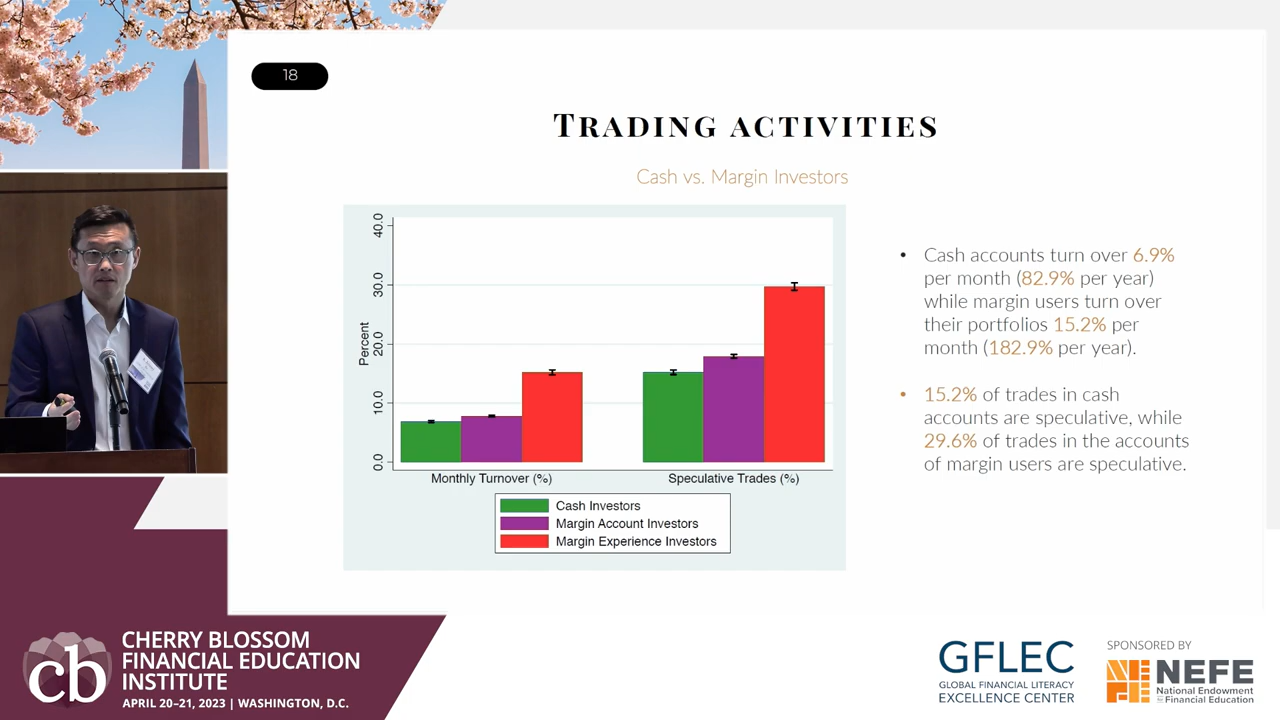 18
TRADING ACTIVITIES
Cash vs. Margin Investors
40.0
30.0
20.0
10.0
0.0
Percent
Monthly Turnover (%)
Speculative Trades (%)
Cash Investors
Margin Account Investors
Margin Experience Investors
• Cash accounts turn over 6.9%
per month (82.9% per year)
while margin users turn over
their portfolios 15.2% per
month (182.9% per year).
• 15.2% of trades in cash
accounts are speculative, while
29.6% of trades in the accounts
of margin users are speculative.
cb
CHERRY BLOSSOM
FINANCIAL EDUCATION
INSTITUTE
APRIL 20–21, 2023 | WASHINGTON, D.C.
GFLEC
GLOBAL FINANCIAL LITERACY
EXCELLENCE CENTER
SPONSORED BY
NEFE
National Endowment
for Financial Education